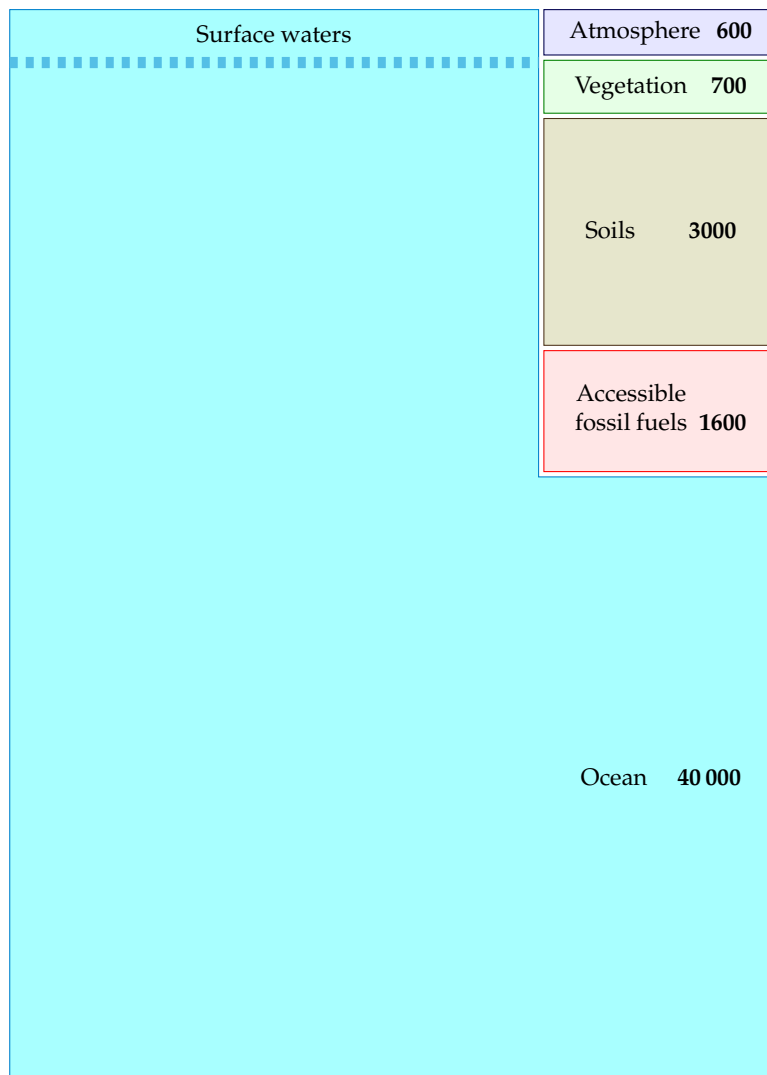 Surface waters
Atmosphere 600
Vegetation 700
Soils 3000
Accessible
fossil fuels 1600
Ocean 40 000